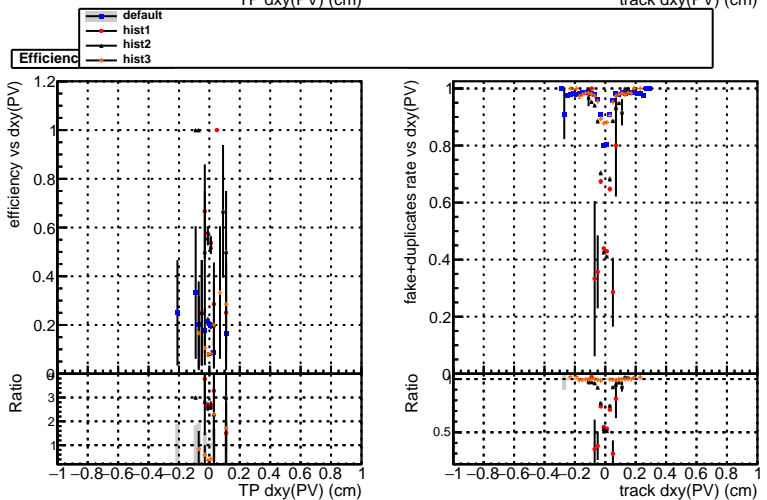 TP dxy(PV) (cm)
track dxy(PV) (cm)
default
hist1
hist2
hist3
Efficienc
efficiency vs dxy(PV)
1.2
1
0.8
0.6
0.4
0.2
0
Ratio
3
2
1
−1 −0.8 −0.6 −0.4 −0.2 0 0.2 0.4 0.6 0.8 1
TP dxy(PV) (cm)
fake+duplicates rate vs dxy(PV)
1
0.8
0.6
0.4
0.2
0
Ratio
1
0.5
−1 −0.8 −0.6 −0.4 −0.2 0 0.2 0.4 0.6 0.8 1
track dxy(PV) (cm)